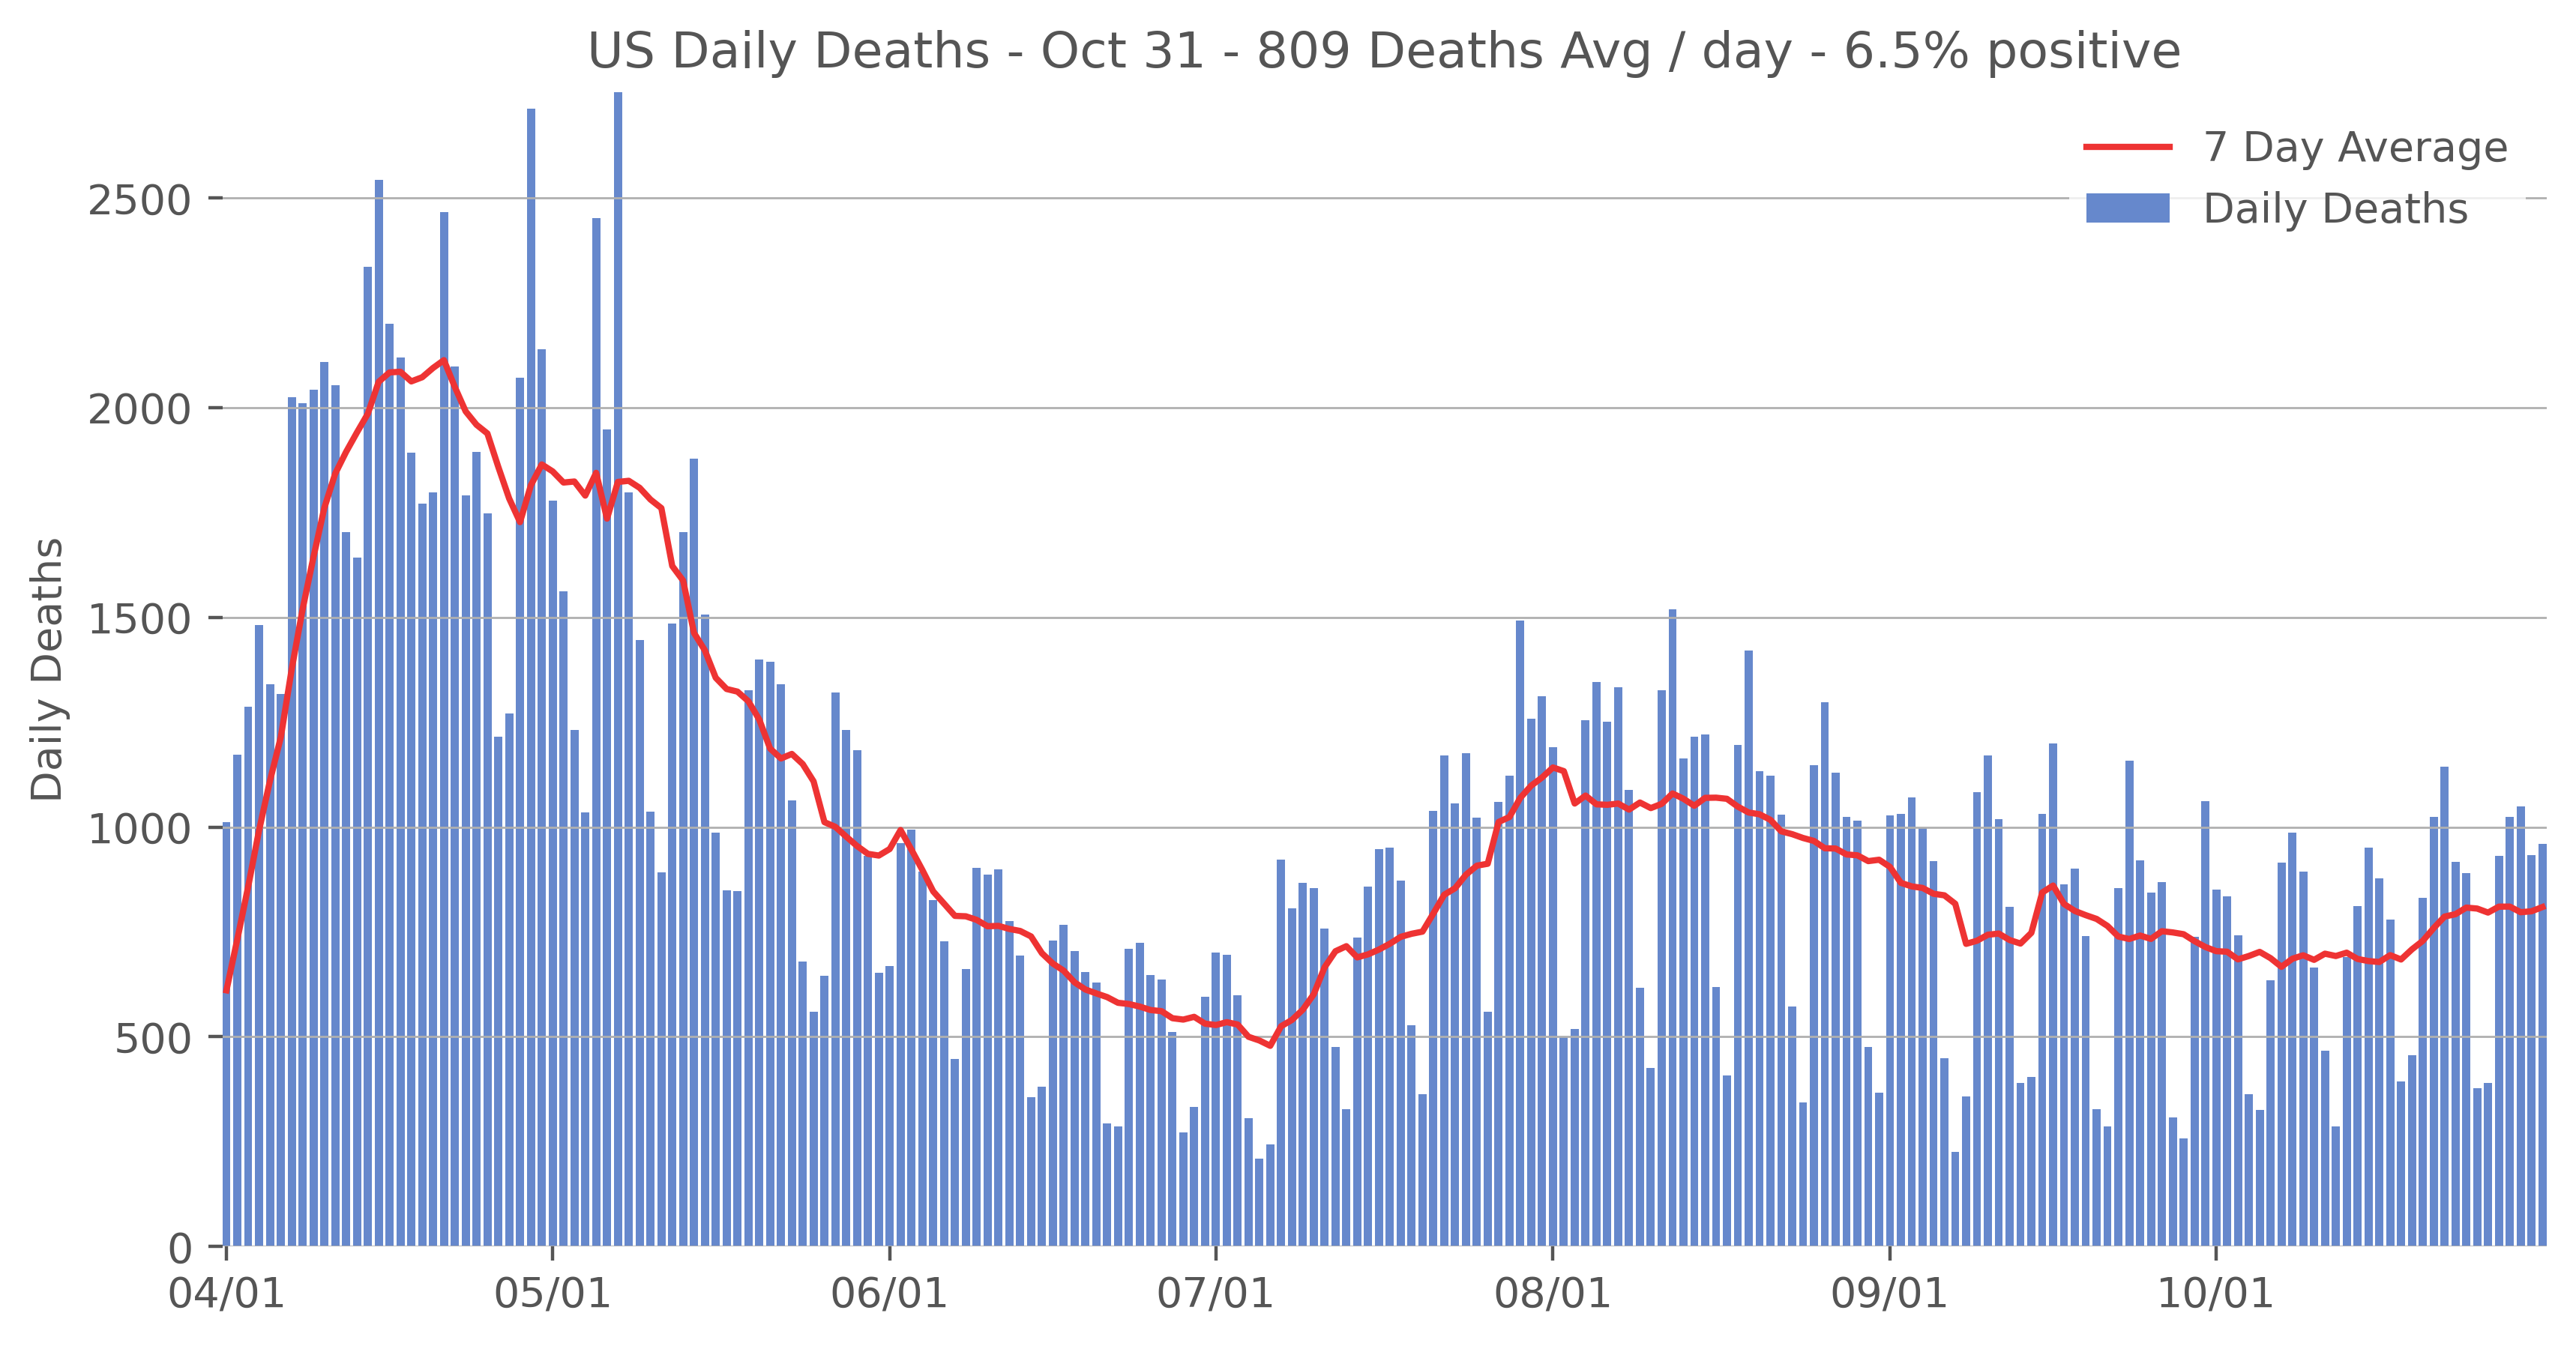 US Daily Deaths - Oct 31 - 809 Deaths Avg / day - 6.5% positive
7 Day Average
Daily Deaths
Daily Deaths
2500
2000
1500
1000
500
0
04/01 05/01 06/01 07/01 08/01 09/01 10/01